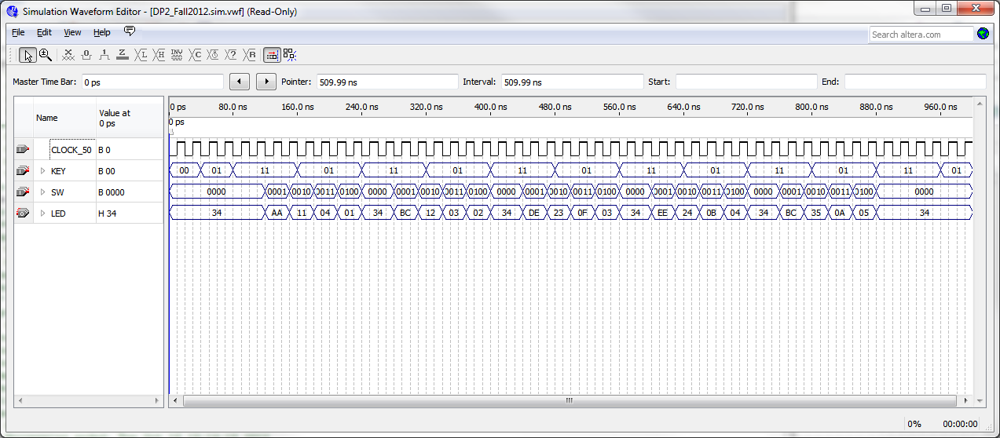 Simulation Waveform Editor - [DP2_Fall2012.sim.vwf] (Read-Only)
File Edit View Help
Search altera.com
Master Time Bar: 0 ps Pointer: 509.99 ns Interval: 509.99 ns Start: End:
Name Value at 0 ps
0 ps 80.0 ns 160.0 ns 240.0 ns 320.0 ns 400.0 ns 480.0 ns 560.0 ns 640.0 ns 720.0 ns 800.0 ns 880.0 ns 960.0 ns
0 ps
CLOCK_50 B 0
KEY B 00 00 01 11 01 11 01 11 01 11 01 11 01 11 01
SW B 0000 0000 0001 0010 0011 0100 0000 0001 0010 0011 0100 0000 0001 0010 0011 0100 0000 0001 0010 0011 0100 0000 0001 0010 0011 0100 0000
LED H 34 34 AA 11 04 01 34 BC 12 03 02 34 DE 23 0F 03 34 EE 24 0B 04 34 BC 35 0A 05 34
0% 00:00:00